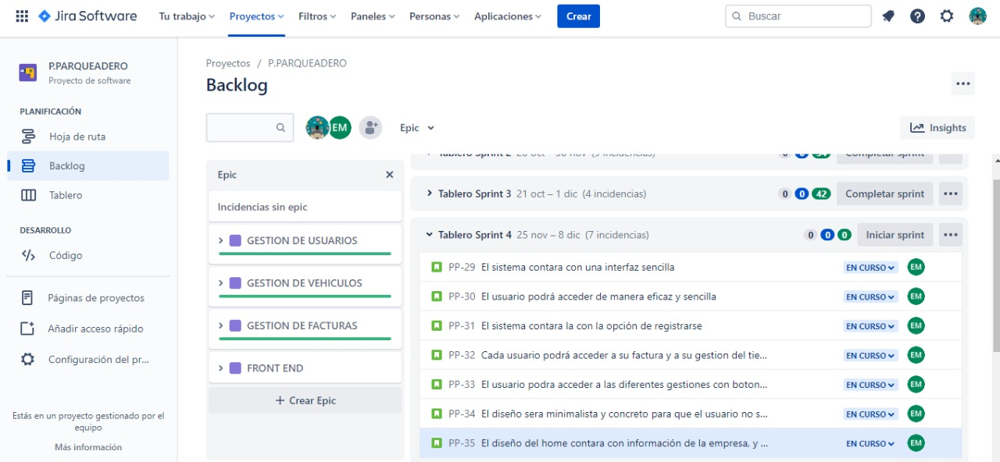 Jira Software Tu trabajo Proyectos Filtros Paneles Personas Aplicaciones Crear Buscar
P.PARQUEADERO
Proyecto de software
PLANIFICACIÓN
Hoja de ruta
Backlog
Tablero
DESARROLLO
Código
Páginas de proyectos
Añadir acceso rápido
Configuración del pr...
Estás en un proyecto gestionado por el
equipo
Más información
Proyectos / P.PARQUEADERO
Backlog
EM Epic Insights
Epic
Incidencias sin epic
GESTION DE USUARIOS
GESTION DE VEHICULOS
GESTION DE FACTURAS
FRONT END
+ Crear Epic
Tablero Sprint 2 Completar sprint
Tablero Sprint 3 21 oct – 1 dic (4 incidencias) 0 0 42 Completar sprint
Tablero Sprint 4 25 nov – 8 dic (7 incidencias) 0 0 0 Iniciar sprint
PP-29 El sistema contara con una interfaz sencilla EN CURSO EM
PP-30 El usuario podrá acceder de manera eficaz y sencilla EN CURSO EM
PP-31 El sistema contara la con la opción de registrarse EN CURSO EM
PP-32 Cada usuario podrá acceder a su factura y a su gestion del tie... EN CURSO EM
PP-33 El usuario podra acceder a las diferentes gestiones con boton... EN CURSO EM
PP-34 El diseño sera minimalista y concreto para que el usuario no s... EN CURSO EM
PP-35 El diseño del home contara con información de la empresa, y ... EN CURSO EM